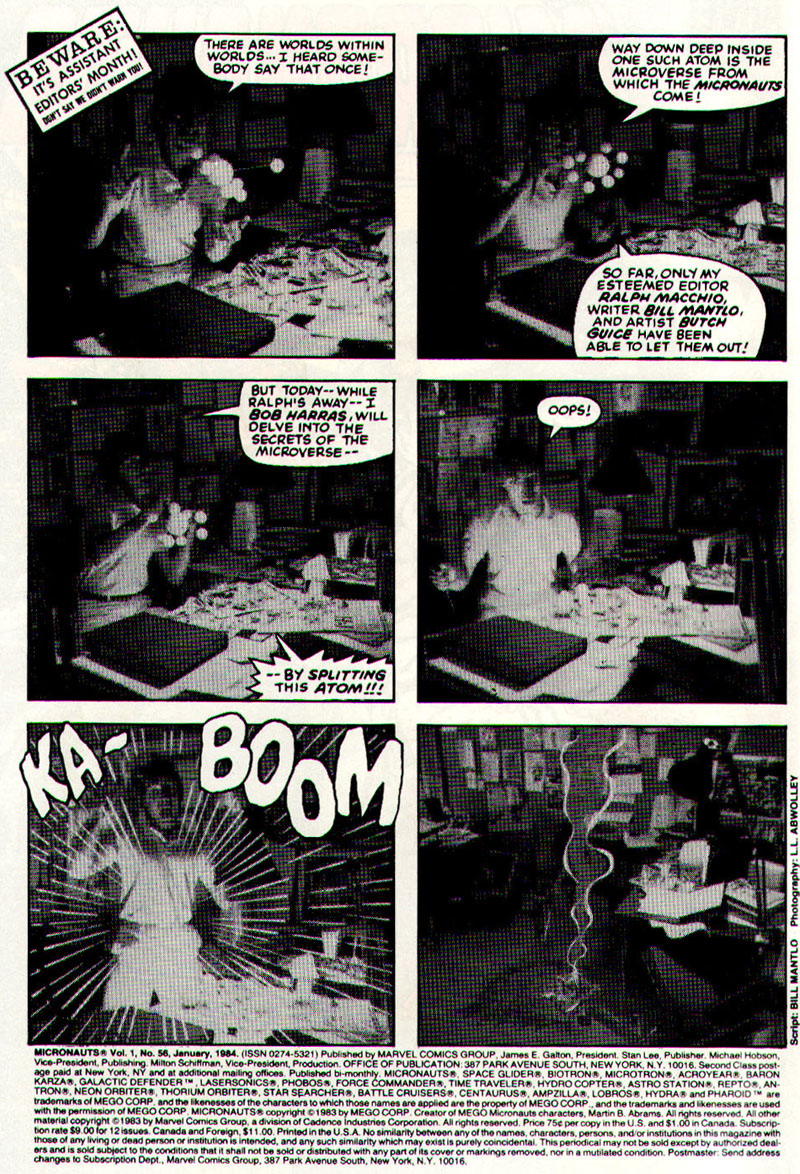 BEWARE:
IT'S ASSISTANT
EDITORS' MONTH!
DON'T SAY WE DIDN'T WARN YOU!
THERE ARE WORLDS WITHIN
WORLDS... I HEARD SOME-
BODY SAY THAT ONCE!
WAY DOWN DEEP INSIDE
ONE SUCH ATOM IS THE
MICROVERSE FROM
WHICH THE MICRONAUTS
COME!
SO FAR, ONLY MY
ESTEEMED EDITOR
RALPH MACCHIO,
WRITER BILL MANTLO,
AND ARTIST BUTCH
GUICE HAVE BEEN
ABLE TO LET THEM OUT!
BUT TODAY-- WHILE
RALPH'S AWAY-- I
BOB HARRAS, WILL
DELVE INTO THE
SECRETS OF THE
MICROVERSE--
-- BY SPLITTING
THIS ATOM!!!
OOPS!
KA-
BOOM
Script: BILL MANTLO Photography: L.L. ABWOLLEY
MICRONAUTS® Vol. 1, No. 56, January, 1984. (ISSN 0274-5321) Published by MARVEL COMICS GROUP, James E. Galton, President. Stan Lee, Publisher. Michael Hobson,
Vice-President, Publishing. Milton Schiffman, Vice-President, Production. OFFICE OF PUBLICATION: 387 PARK AVENUE SOUTH, NEW YORK, N.Y. 10016. Second Class post-
age paid at New York, NY and at additional mailing offices. Published bi-monthly. MICRONAUTS®, SPACE GLIDER®, BIOTRON®, MICROTRON®, ACROYEAR®, BARON
KARZA®, GALACTIC DEFENDER™, LASERSONICS®, PHOBOS®, FORCE COMMANDER®, TIME TRAVELER®, HYDRO COPTER®, ASTRO STATION®, REPTO®, AN-
TRON®, NEON ORBITER®, THORIUM ORBITER®, STAR SEARCHER®, BATTLE CRUISERS®, CENTAURUS®, AMPZILLA®, LOBROS®, HYDRA® and PHAROID™ are
trademarks of MEGO CORP. and the likenesses of the characters to which those names are applied are the property of MEGO CORP., and the trademarks and likenesses are used
with the permission of MEGO CORP. MICRONAUTS® copyright ©1983 by MEGO CORP. Creator of MEGO Micronauts characters, Martin B. Abrams. All rights reserved. All other
material copyright ©1983 by Marvel Comics Group, a division of Cadence Industries Corporation. All rights reserved. Price 75¢ per copy in the U.S. and $1.00 in Canada. Subscrip-
tion rate $9.00 for 12 issues. Canada and Foreign, $11.00. Printed in the U.S.A. No similarity between any of the names, characters, persons, and/or institutions in this magazine with
those of any living or dead person or institution is intended, and any such similarity which may exist is purely coincidental. This periodical may not be sold except by authorized deal-
ers and is sold subject to the conditions that it shall not be sold or distributed with any part of its cover or markings removed, nor in a mutilated condition. Postmaster: Send address
changes to Subscription Dept., Marvel Comics Group, 387 Park Avenue South, New York, N.Y. 10016.